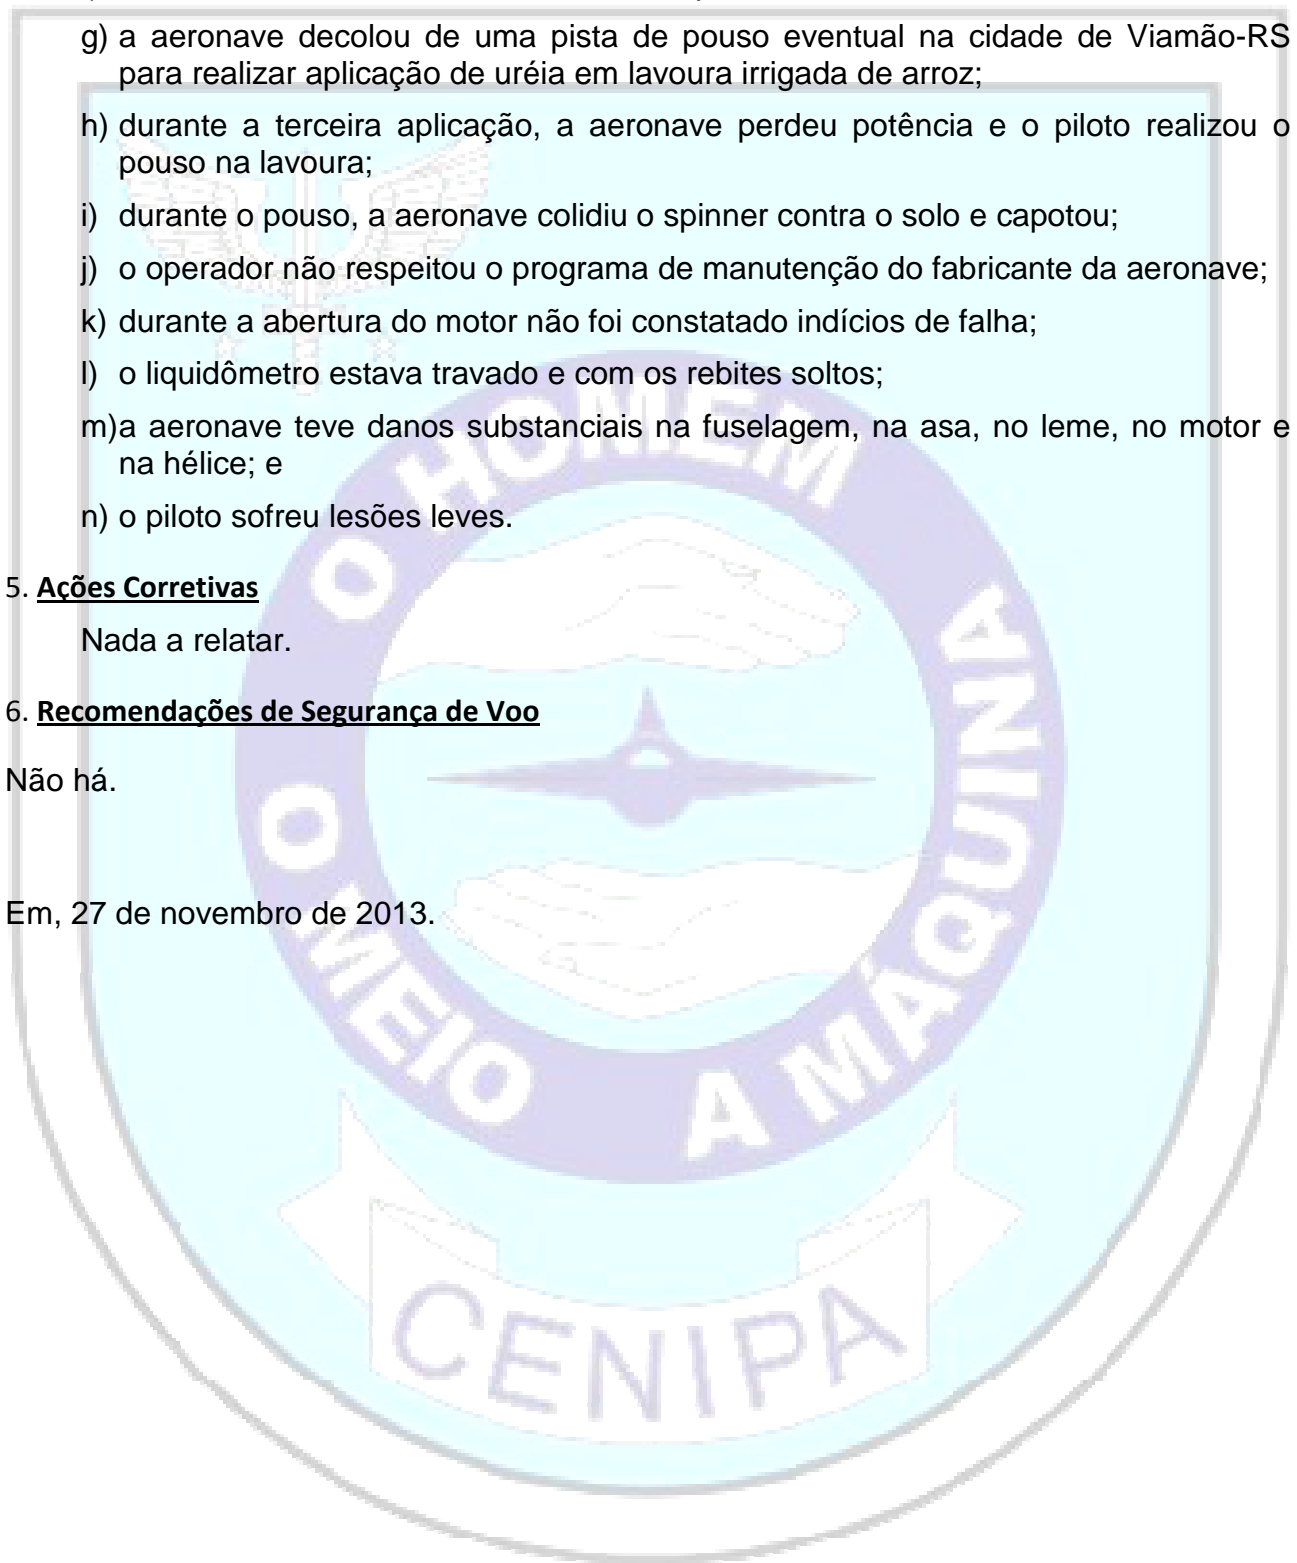 g) a aeronave decolou de uma pista de pouso eventual na cidade de Viamão-RS
para realizar aplicação de uréia em lavoura irrigada de arroz;
h) durante a terceira aplicação, a aeronave perdeu potência e o piloto realizou o
pouso na lavoura;
i) durante o pouso, a aeronave colidiu o spinner contra o solo e capotou;
j) o operador não respeitou o programa de manutenção do fabricante da aeronave;
k) durante a abertura do motor não foi constatado indícios de falha;
l) o liquidômetro estava travado e com os rebites soltos;
m)a aeronave teve danos substanciais na fuselagem, na asa, no leme, no motor e
na hélice; e
n) o piloto sofreu lesões leves.
5. Ações Corretivas
Nada a relatar.
6. Recomendações de Segurança de Voo
Não há.
Em, 27 de novembro de 2013.
O HOMEM
O MEIO
A MÁQUINA
CENIPA